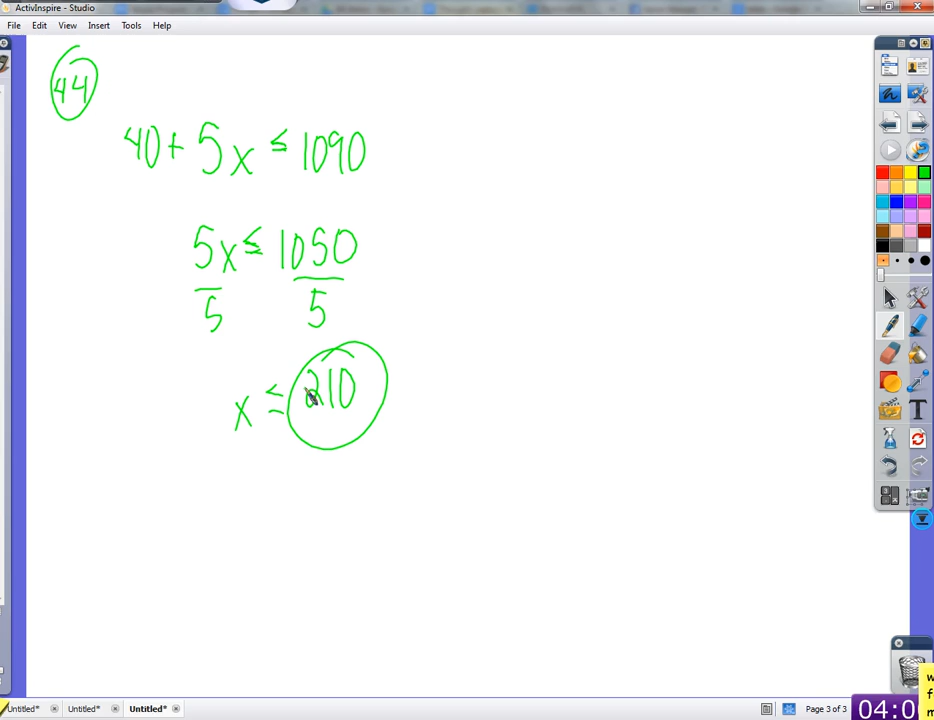 ActivInspire - Studio
File Edit View Insert Tools Help
44
40 + 5x ≤ 1090
5x ≤ 1050
5 5
x ≤ 210
Untitled* Untitled* Untitled* Page 3 of 3
04:0
w
f
m